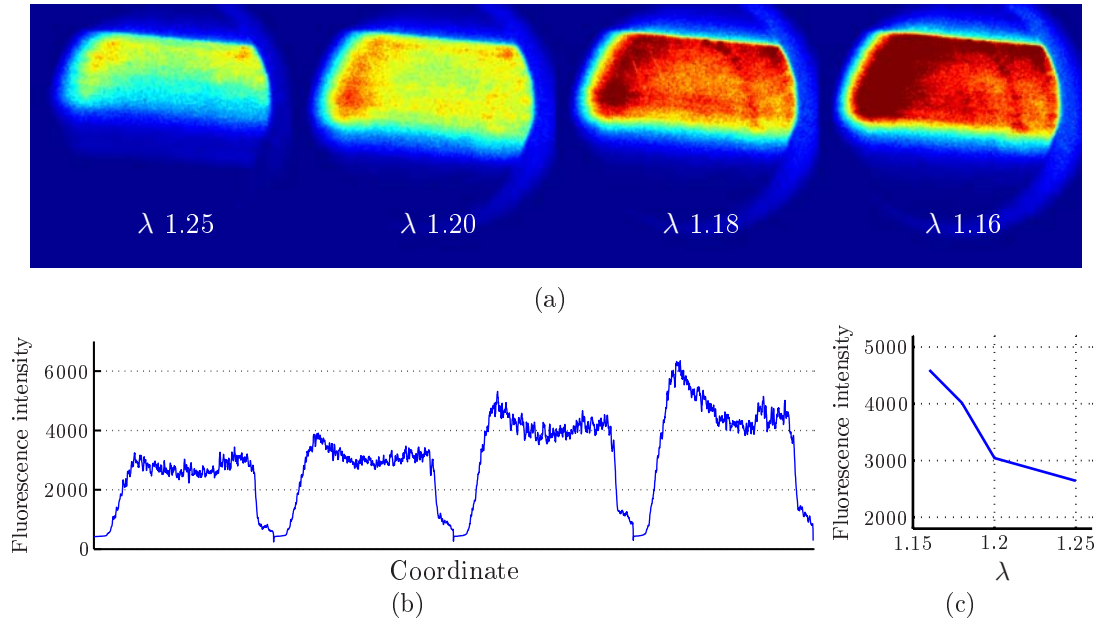 λ 1.25
λ 1.20
λ 1.18
λ 1.16
(a)
Fluorescence intensity
6000
4000
2000
0
Coordinate
(b)
Fluorescence intensity
5000
4000
3000
2000
1.15
1.2
1.25
λ
(c)